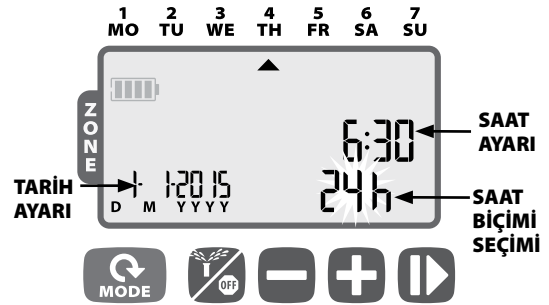 1 2 3 4 5 6 7
MO TU WE TH FR SA SU
ZONE
6:30
SAAT
AYARI
TARİH
AYARI
1- 1-2015
D M Y Y Y Y
24h
SAAT
BİÇİMİ
SEÇİMİ
MODE
OFF